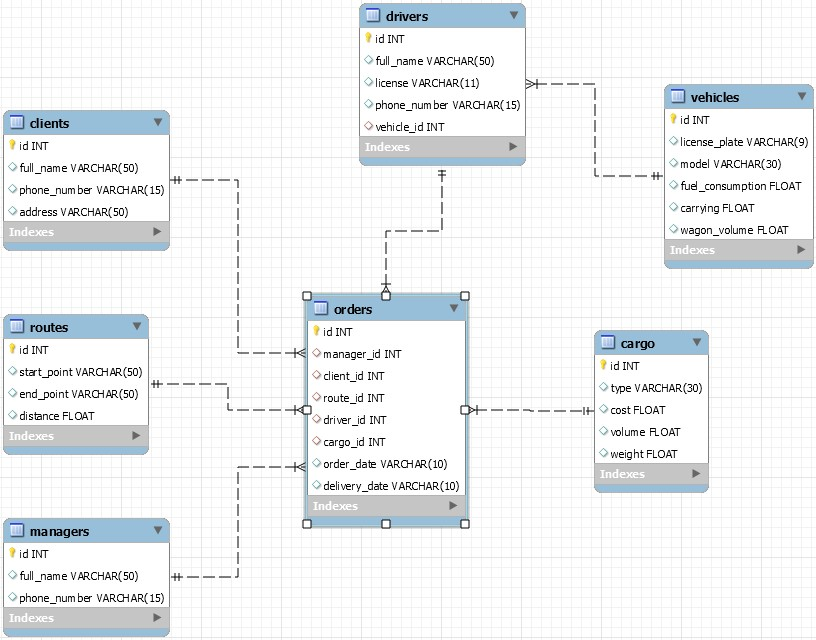 drivers
id INT
full_name VARCHAR(50)
license VARCHAR(11)
phone_number VARCHAR(15)
vehicle_id INT
Indexes
vehicles
id INT
license_plate VARCHAR(9)
model VARCHAR(30)
fuel_consumption FLOAT
carrying FLOAT
wagon_volume FLOAT
Indexes
clients
id INT
full_name VARCHAR(50)
phone_number VARCHAR(15)
address VARCHAR(50)
Indexes
routes
id INT
start_point VARCHAR(50)
end_point VARCHAR(50)
distance FLOAT
Indexes
orders
id INT
manager_id INT
client_id INT
route_id INT
driver_id INT
cargo_id INT
order_date VARCHAR(10)
delivery_date VARCHAR(10)
Indexes
cargo
id INT
type VARCHAR(30)
cost FLOAT
volume FLOAT
weight FLOAT
Indexes
managers
id INT
full_name VARCHAR(50)
phone_number VARCHAR(15)
Indexes